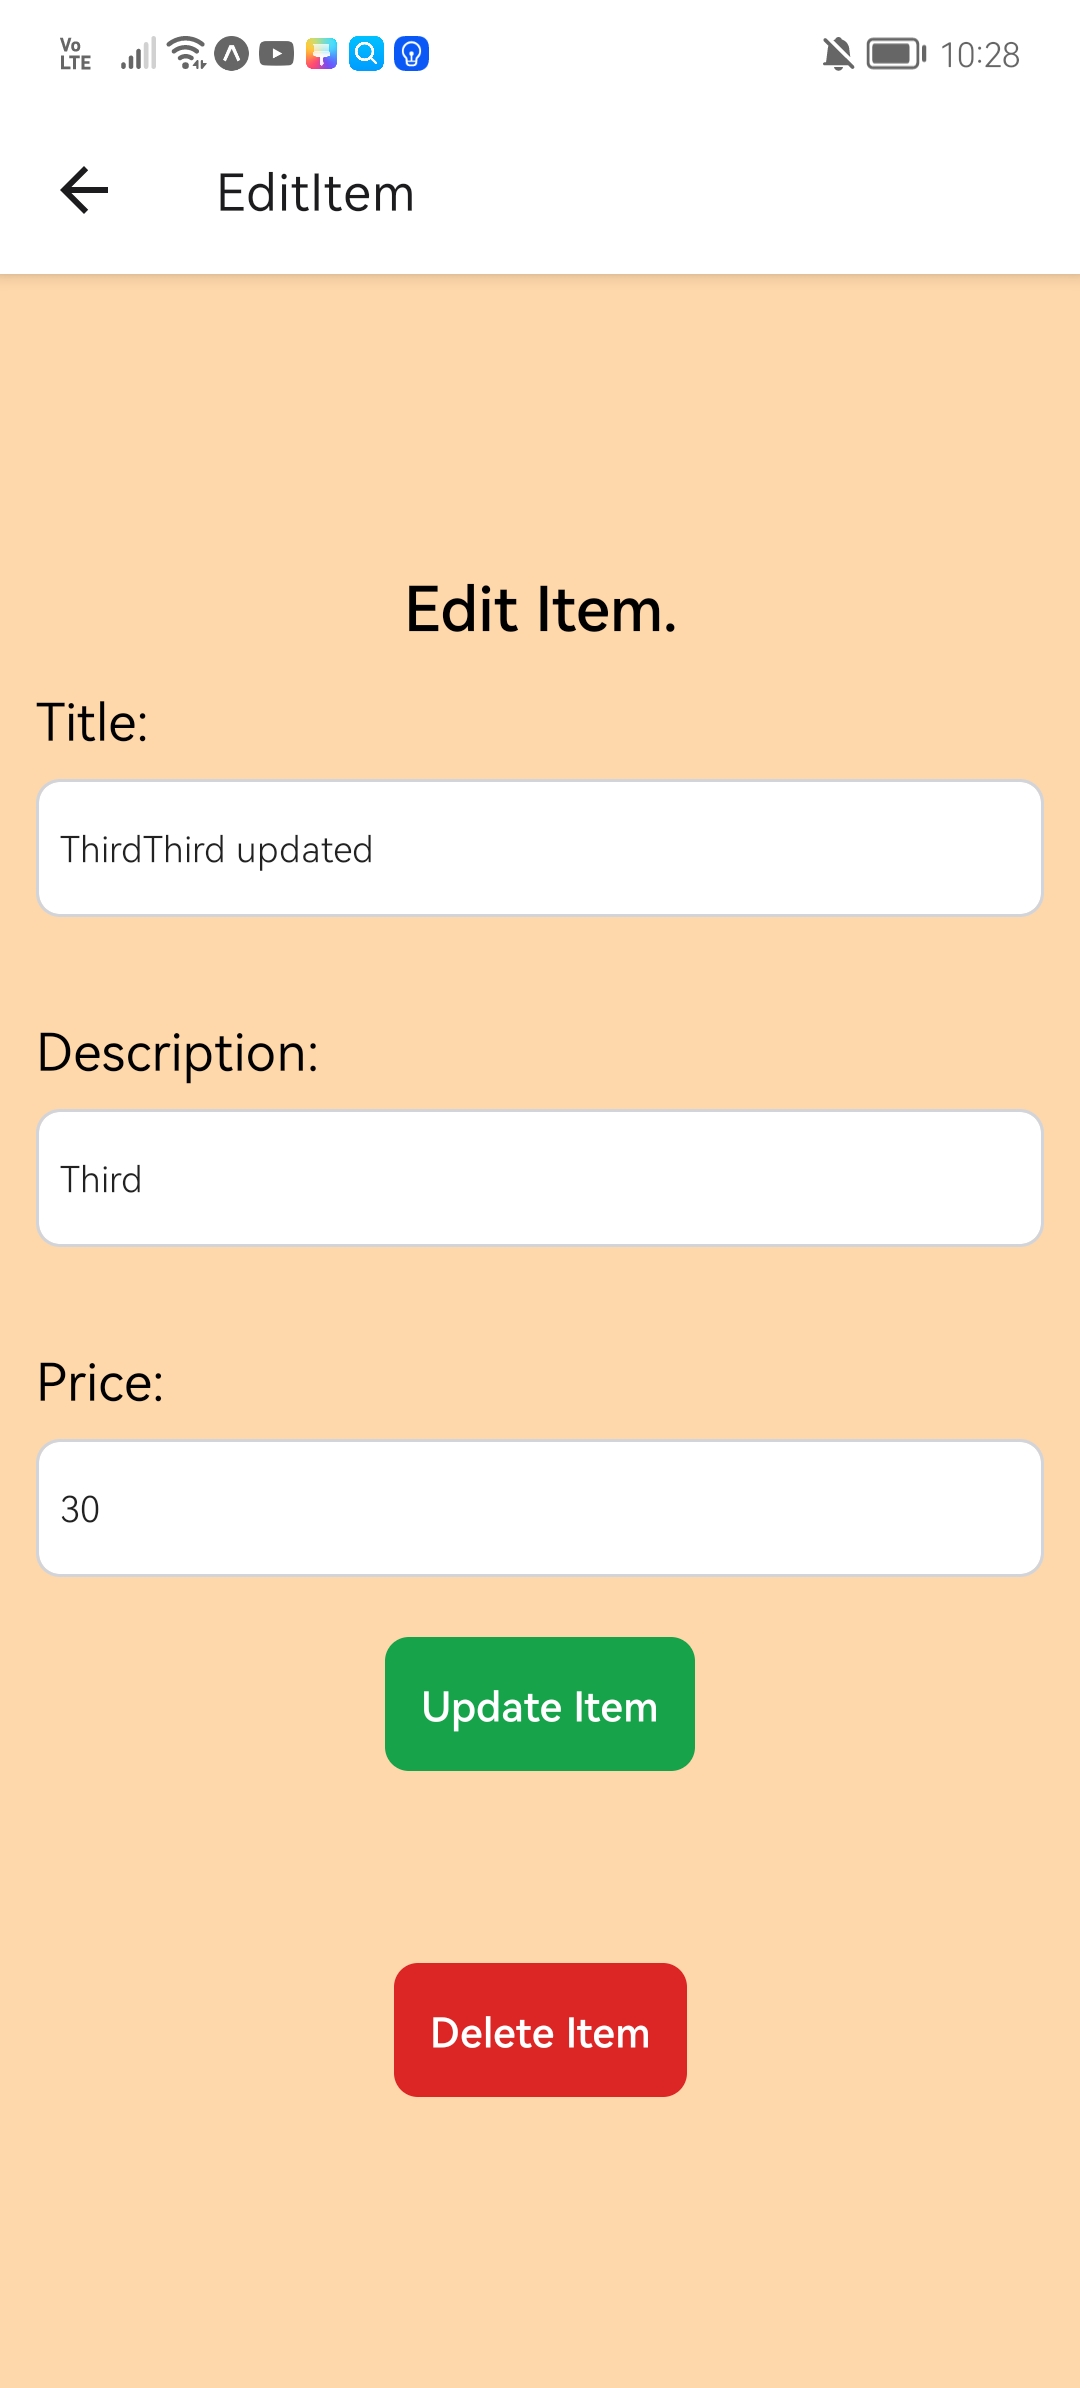 Vo
LTE
10:28
EditItem
Edit Item.
Title:
ThirdThird updated
Description:
Third
Price:
30
Update Item
Delete Item